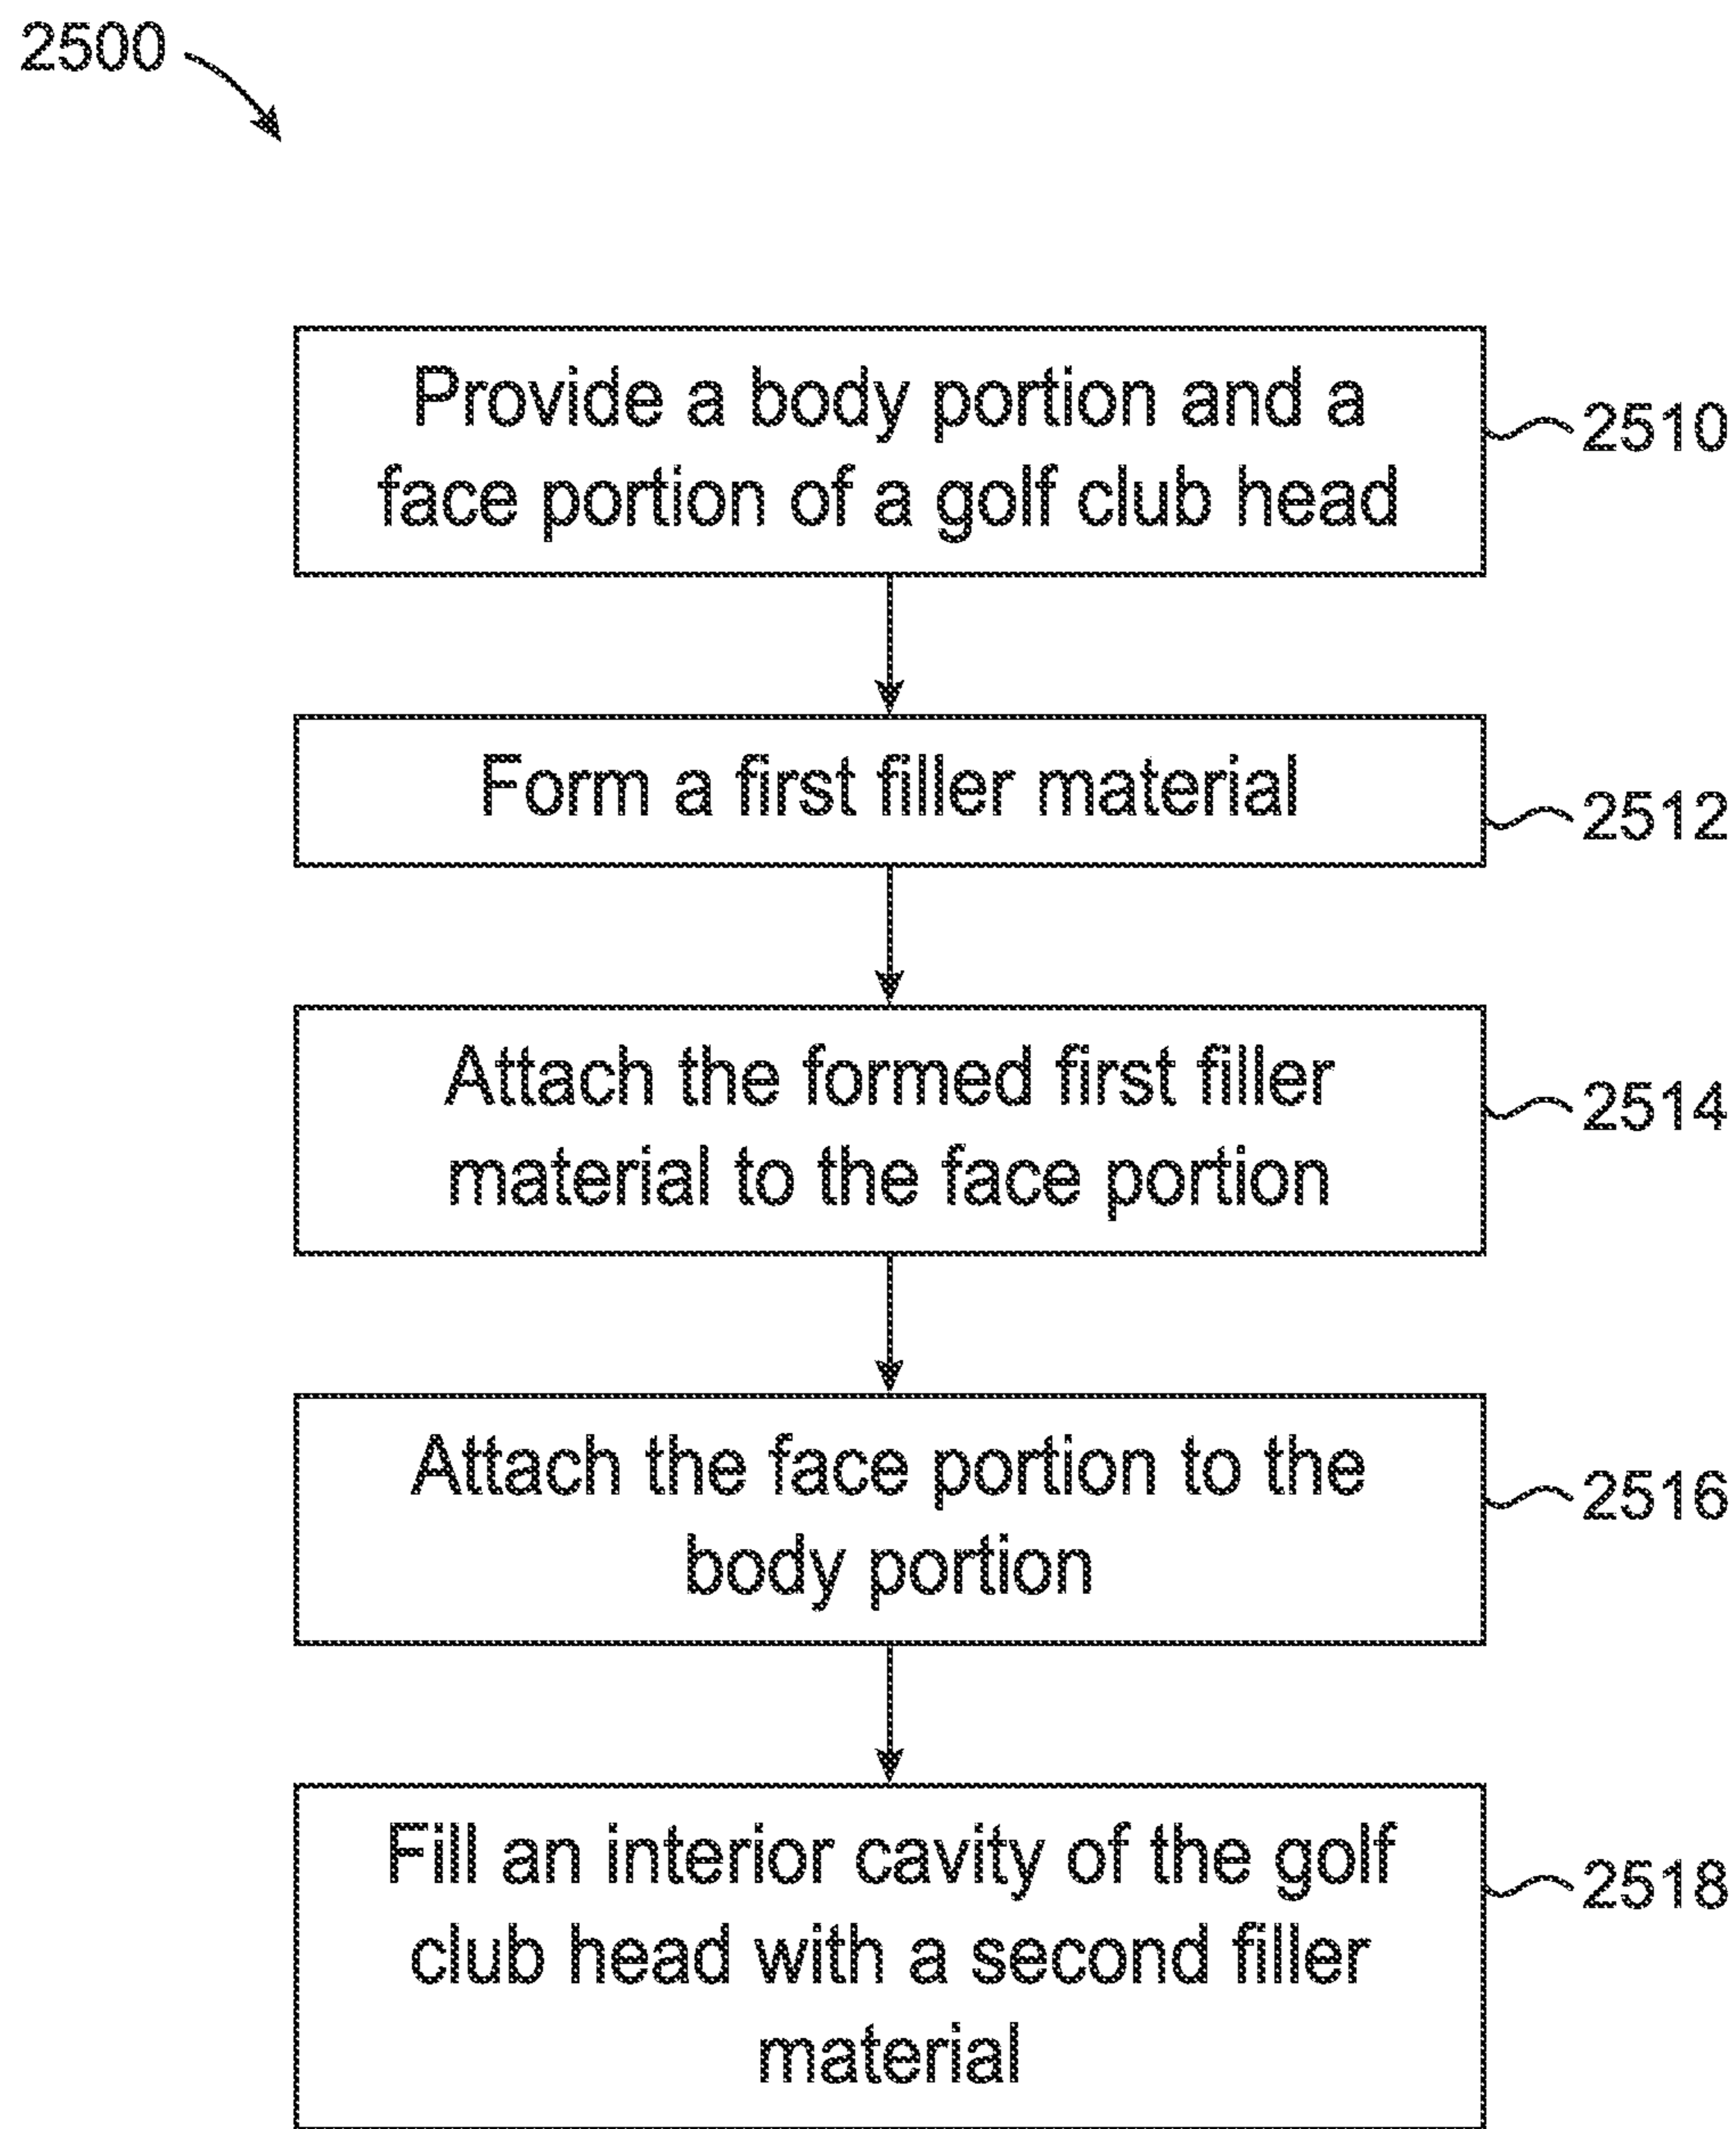 2500
Provide a body portion and a
face portion of a golf club head
2510
Form a first filler material
2512
Attach the formed first filler
material to the face portion
2514
Attach the face portion to the
body portion
2516
Fill an interior cavity of the golf
club head with a second filler
material
2518